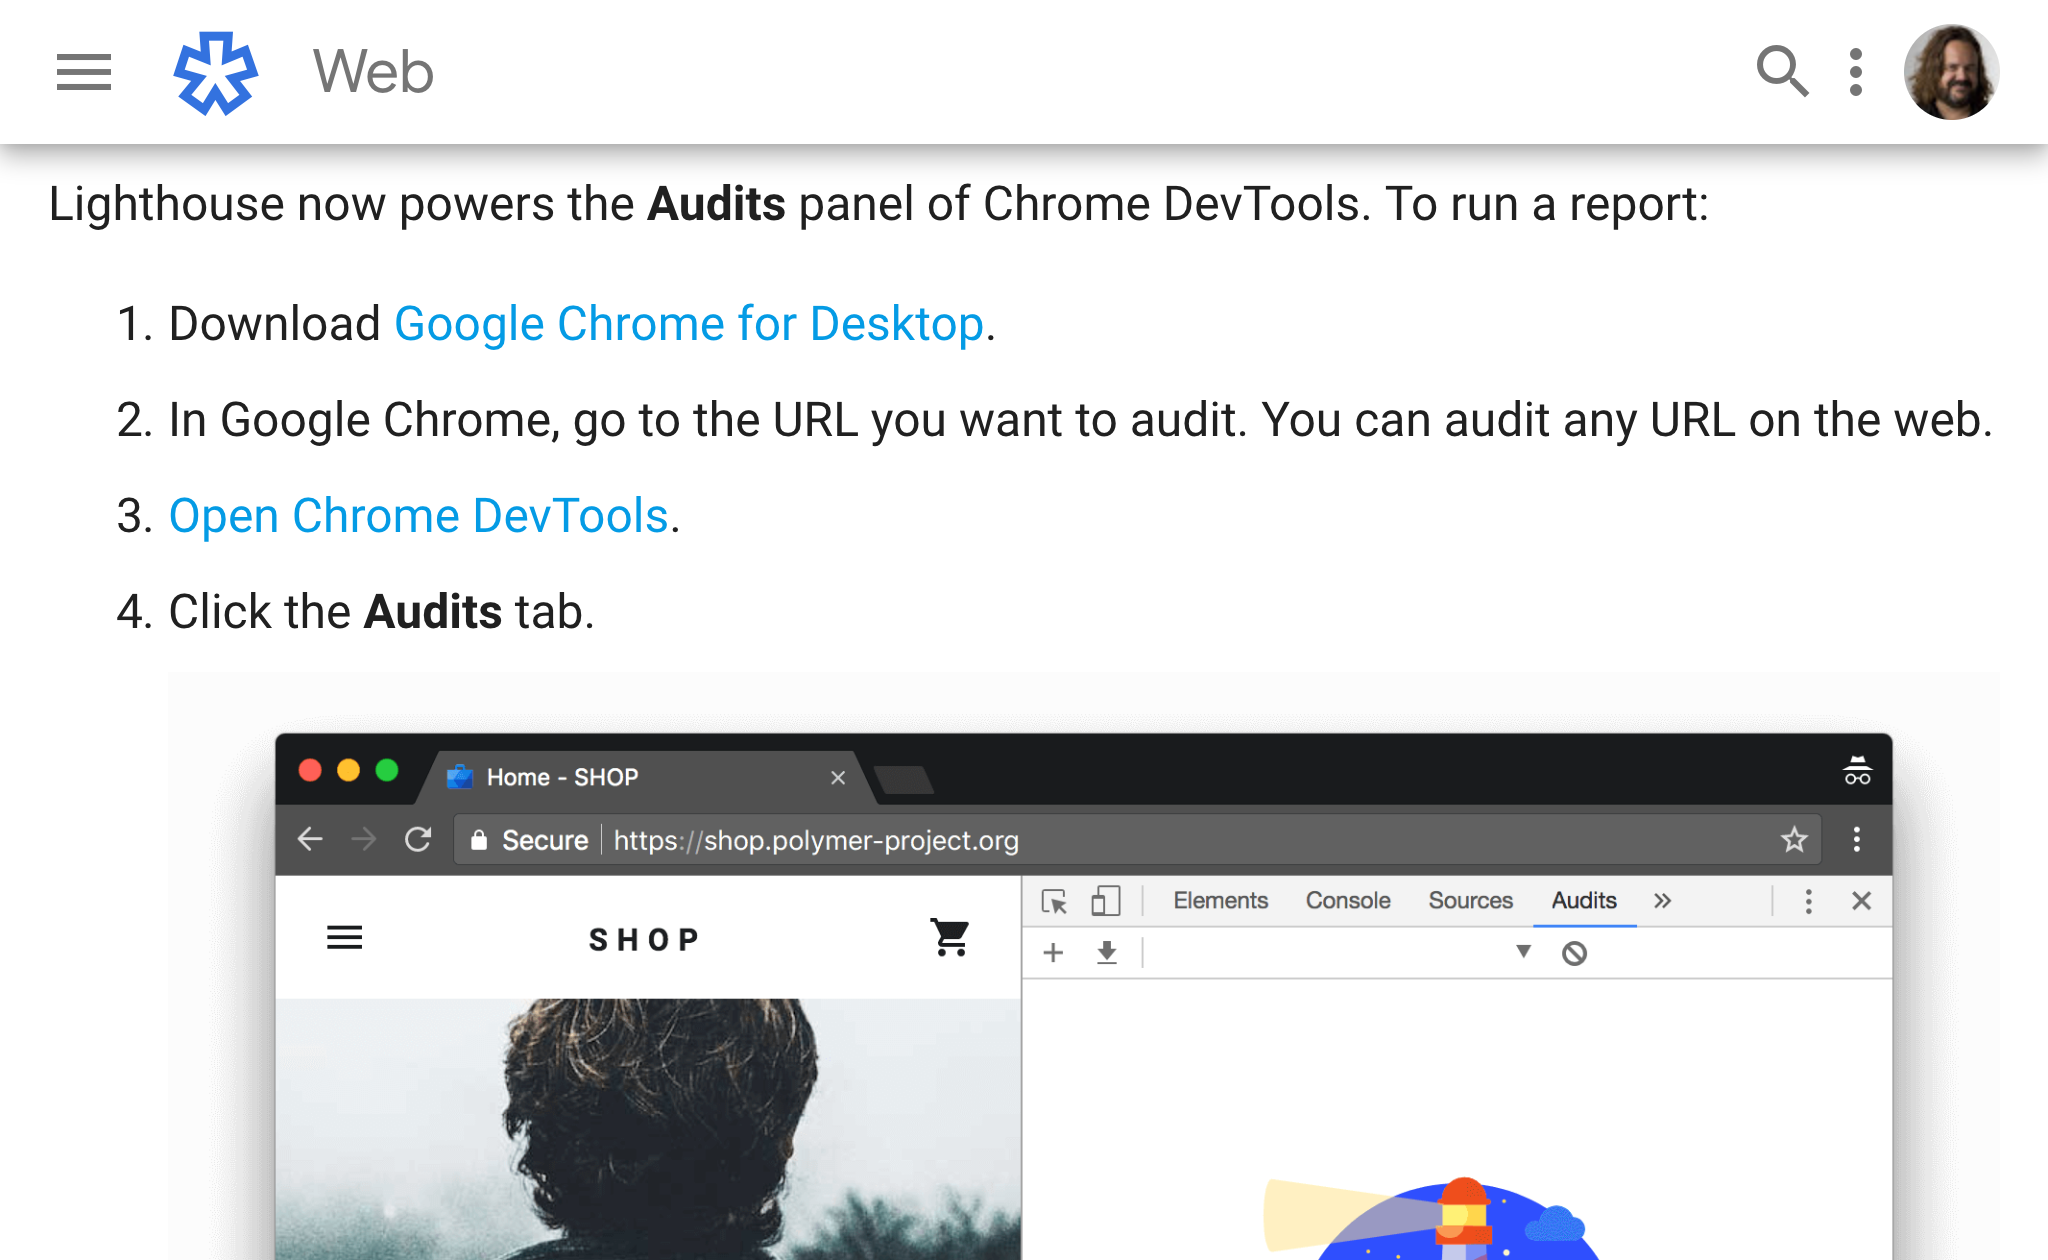 Web
Lighthouse now powers the Audits panel of Chrome DevTools. To run a report:
1. Download Google Chrome for Desktop.
2. In Google Chrome, go to the URL you want to audit. You can audit any URL on the web.
3. Open Chrome DevTools.
4. Click the Audits tab.
Home - SHOP
Secure https://shop.polymer-project.org
SHOP
Elements Console Sources Audits